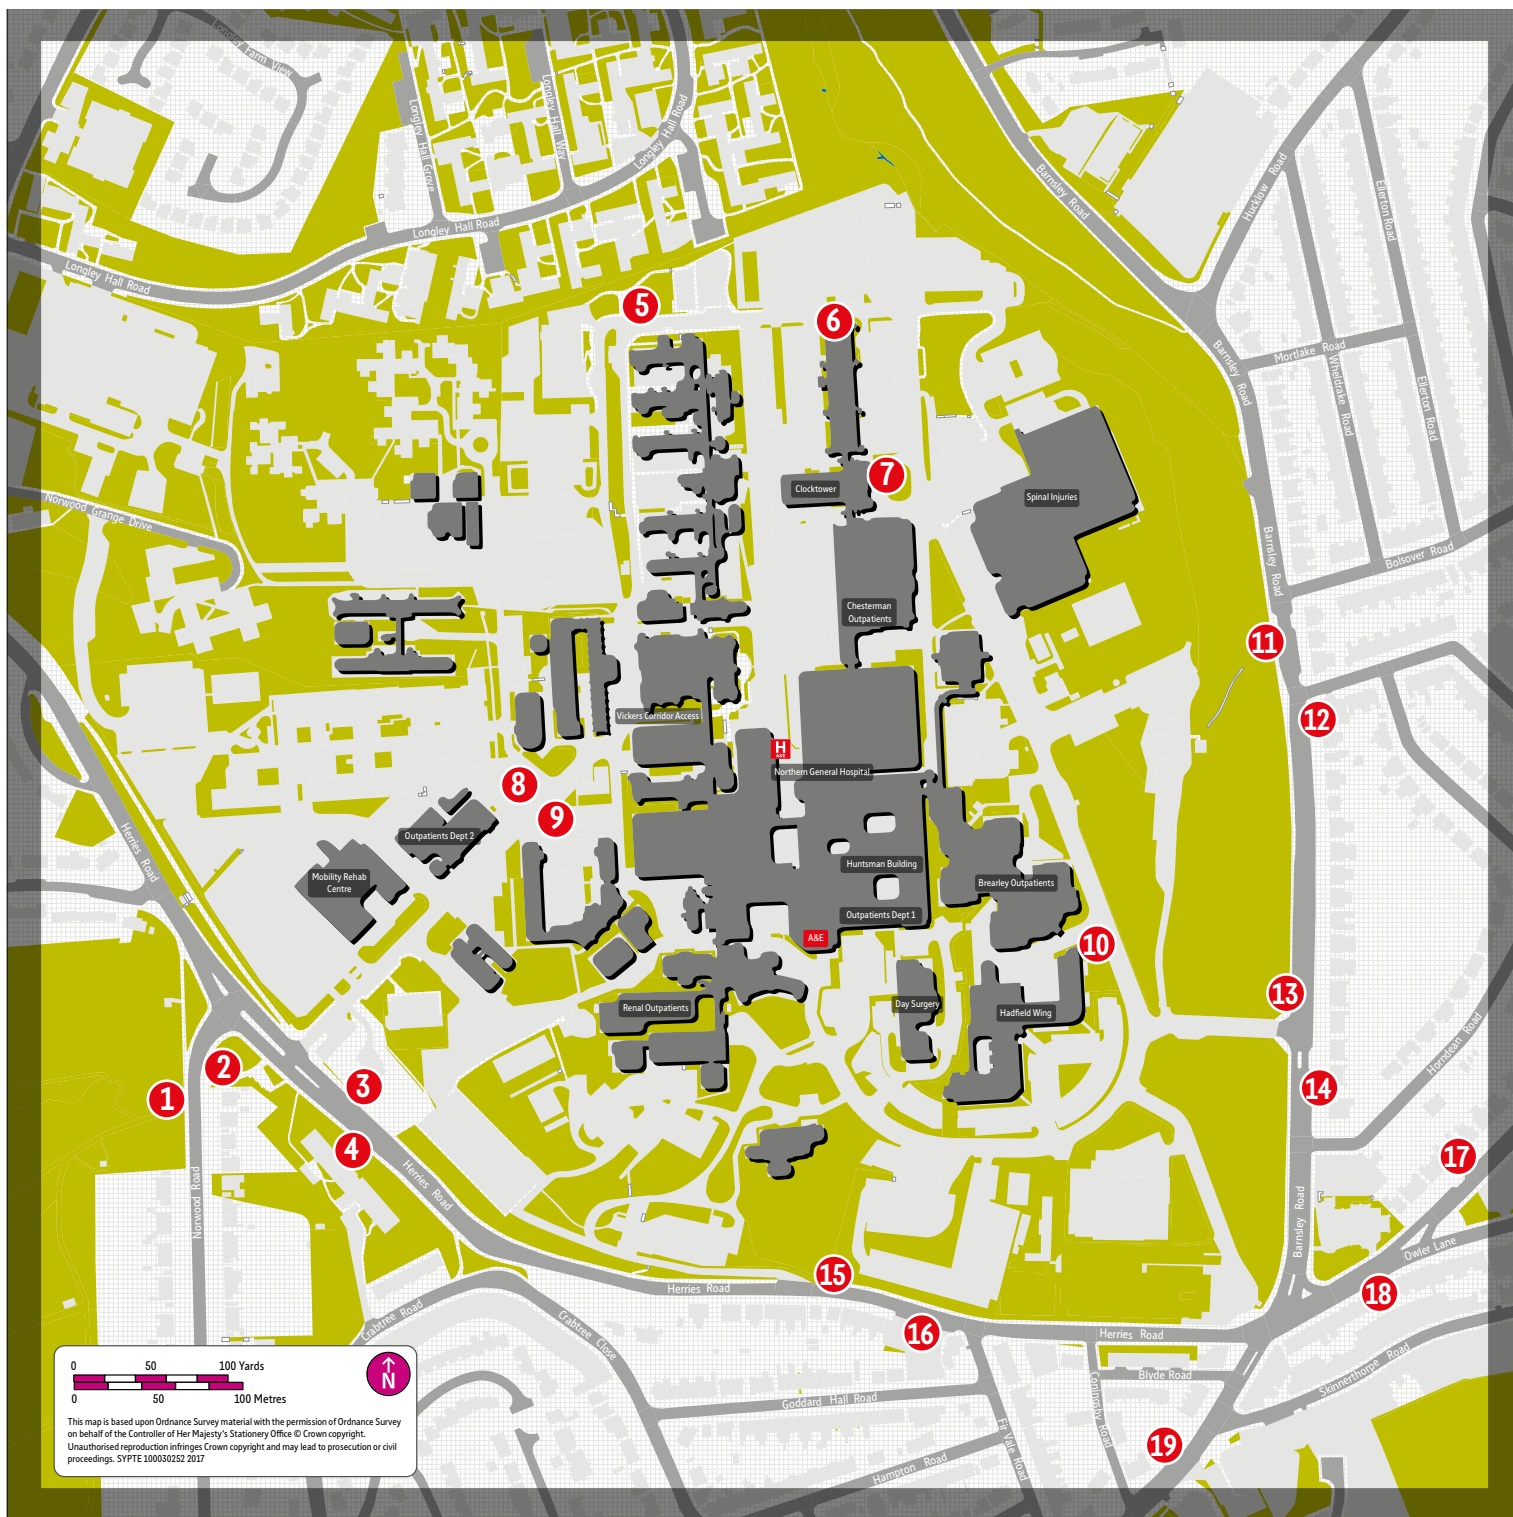 Longley Farm View
Longley Hall Grove
Longley Hall Way
Longley Hall Road
Longley Hall Road
Longley Hall Road
Barnsley Road
Hucklow Road
Ellerton Road
5
6
Barnsley Road
Mortlake Road
Wheldrake Road
Ellerton Road
7
Clocktower
Spinal Injuries
Norwood Grange Drive
Barnsley Road
Bolsover Road
Chesterman
Outpatients
11
12
Vickers Corridor Access
H
A&E
Northern General Hospital
8
9
Outpatients Dept 2
Herries Road
Mobility Rehab
Centre
Huntsman Building
Brearley Outpatients
Outpatients Dept 1
A&E
10
13
Renal Outpatients
Day Surgery
Hadfield Wing
Horndean Road
14
1
2
3
4
Herries Road
Norwood Road
17
Barnsley Road
Owler Lane
15
Herries Road
18
16
Herries Road
Crabtree Road
Crabtree Close
Blyde Road
Skinnerthorpe Road
Goddard Hall Road
Coningsby Road
Fir Vale Road
19
Hampton Road
0 50 100 Yards
0 50 100 Metres
N
This map is based upon Ordnance Survey material with the permission of Ordnance Survey
on behalf of the Controller of Her Majesty's Stationery Office © Crown copyright.
Unauthorised reproduction infringes Crown copyright and may lead to prosecution or civil
proceedings. SYPTE 100030252 2017